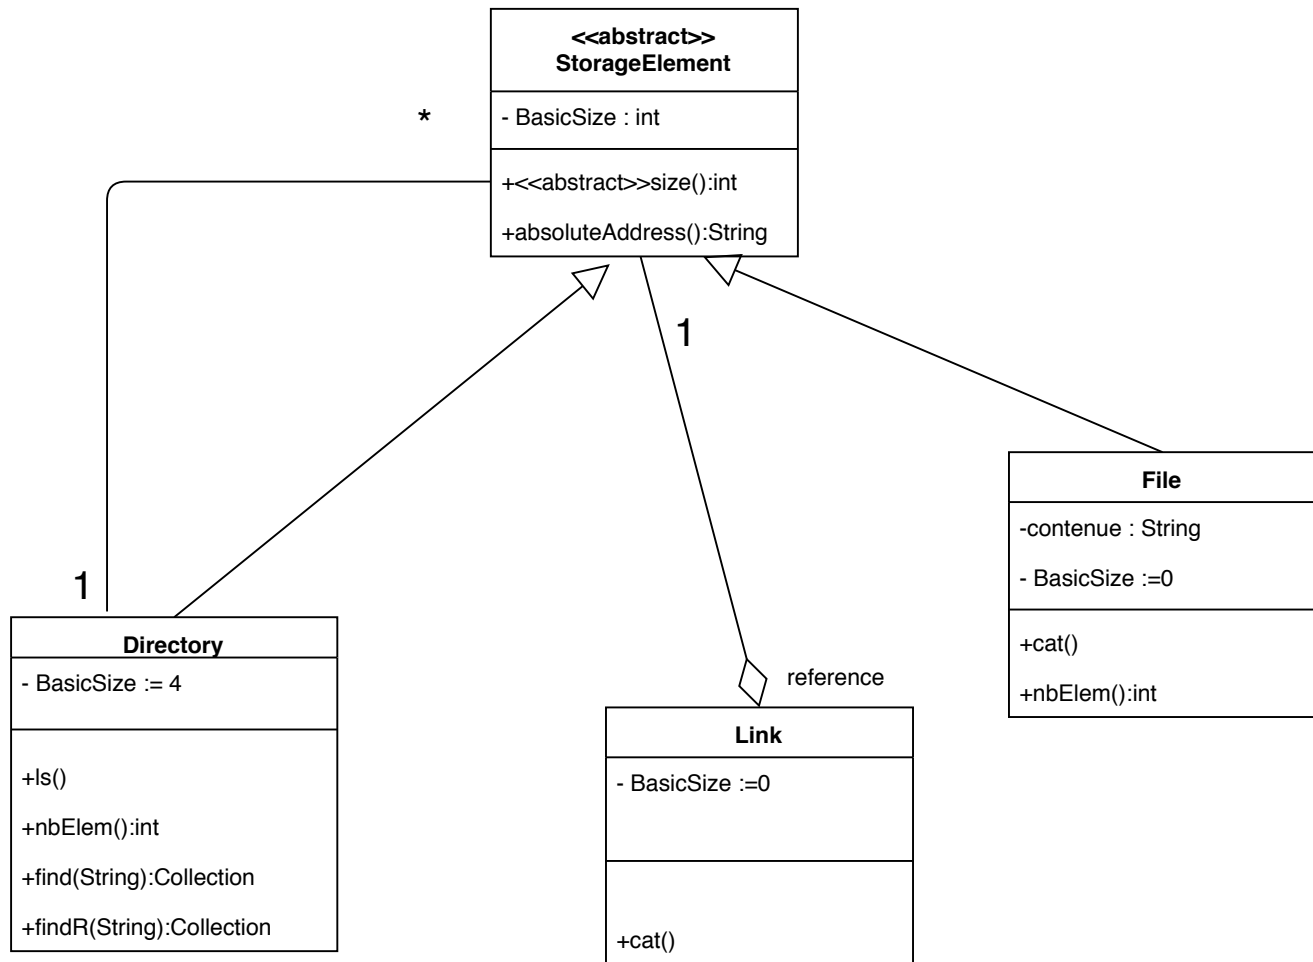 <<abstract>>
StorageElement
*
- BasicSize : int
+<<abstract>>size():int
+absoluteAddress():String
1
1
File
-contenue : String
- BasicSize :=0
+cat()
+nbElem():int
Directory
- BasicSize := 4
+ls()
+nbElem():int
+find(String):Collection
+findR(String):Collection
reference
Link
- BasicSize :=0
+cat()